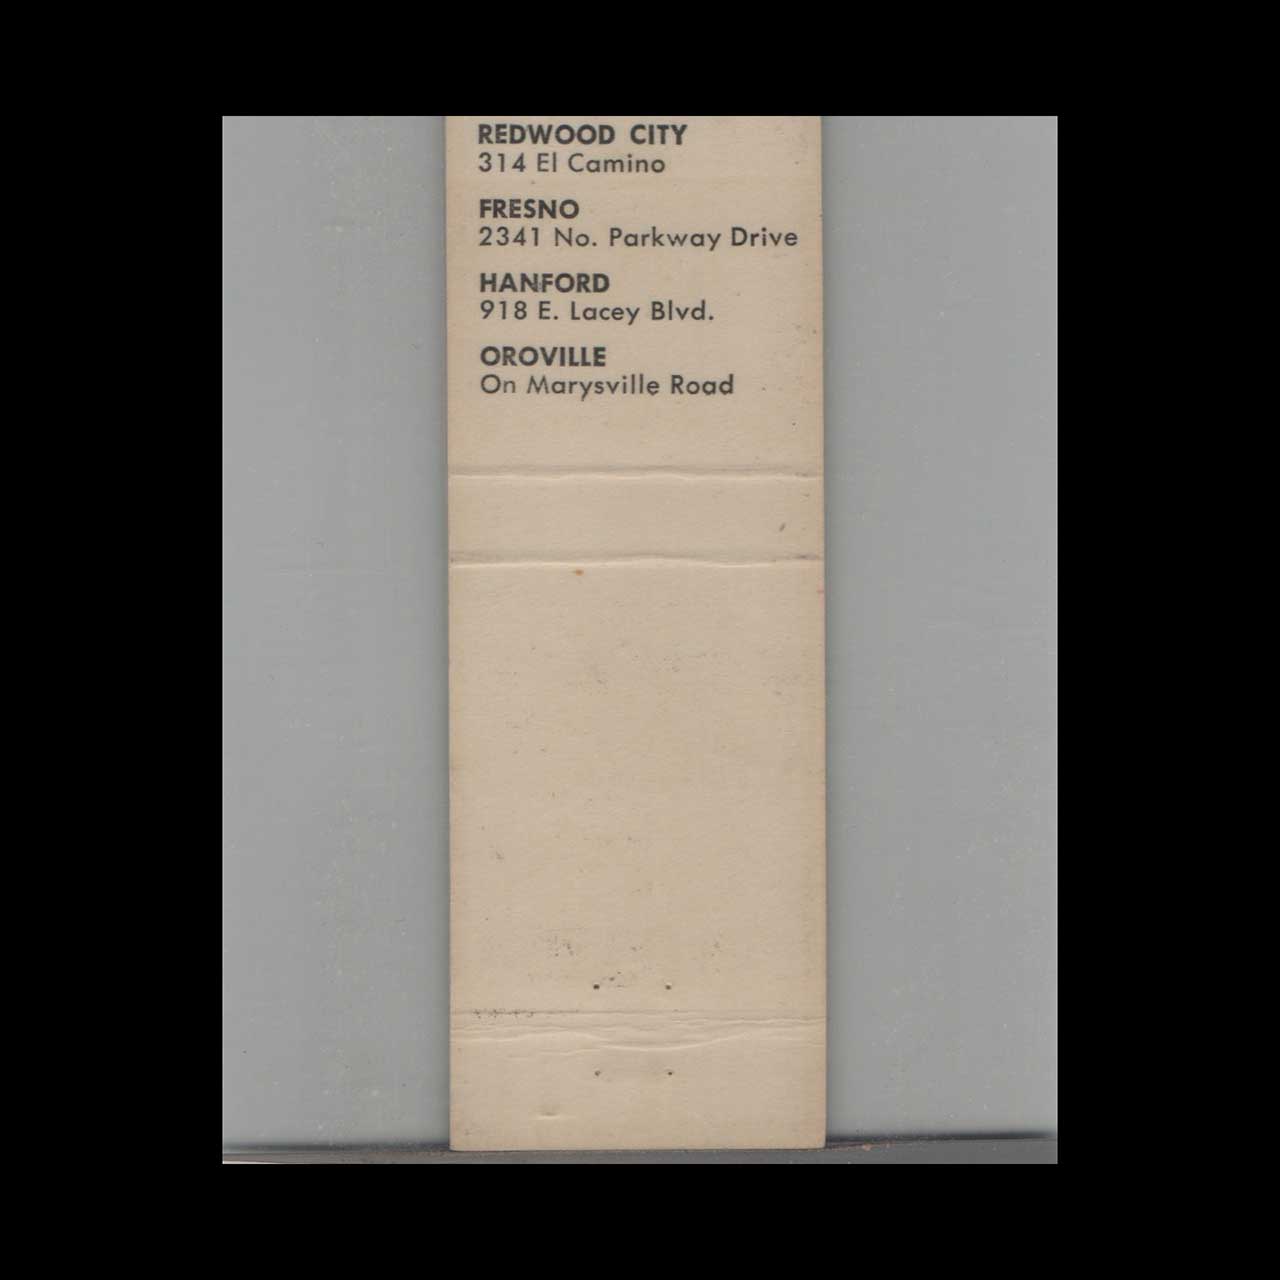 REDWOOD CITY
314 El Camino
FRESNO
2341 No. Parkway Drive
HANFORD
918 E. Lacey Blvd.
OROVILLE
On Marysville Road